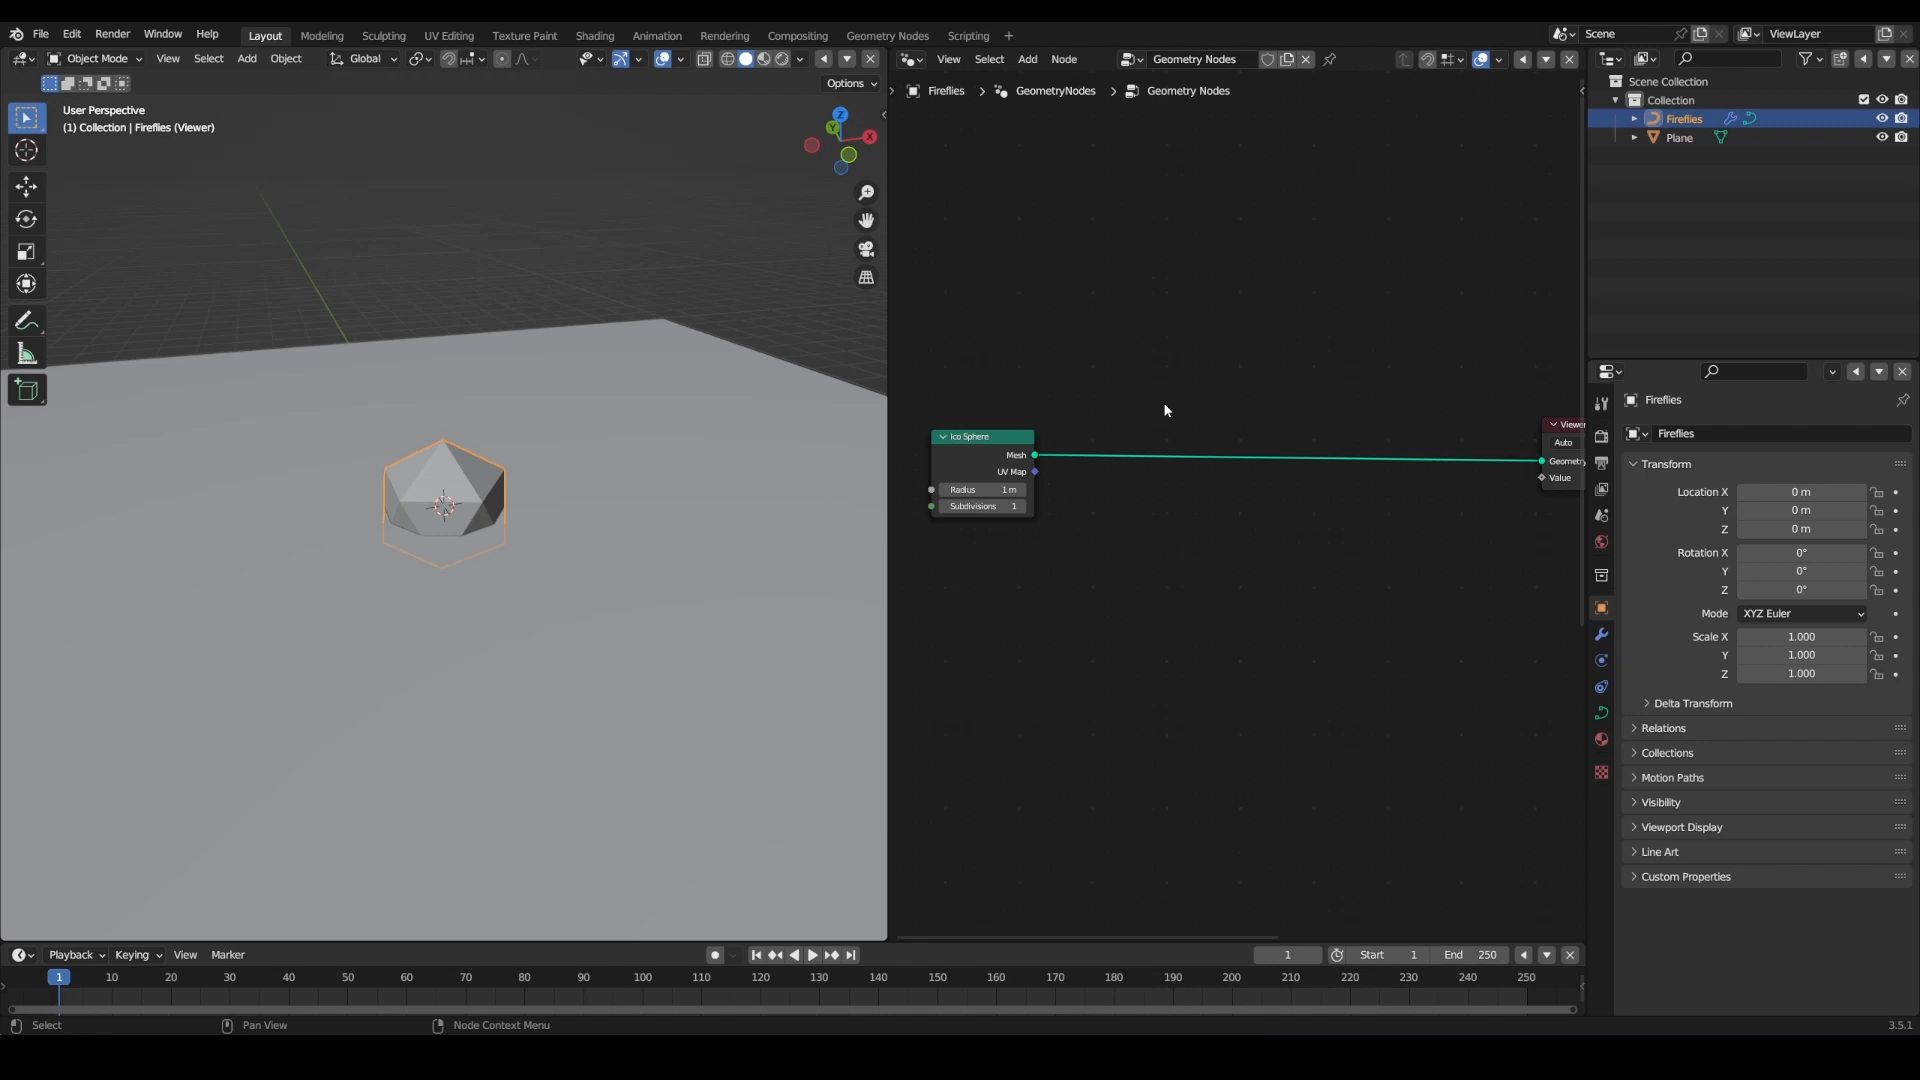 File Edit Render Window Help Layout Modeling Sculpting UV Editing Texture Paint Shading Animation Rendering Compositing Geometry Nodes Scripting + Scene ViewLayer
Object Mode View Select Add Object Global
Options
User Perspective
(1) Collection | Fireflies (Viewer)
Z
Y
X
View Select Add Node Geometry Nodes
Fireflies > GeometryNodes > Geometry Nodes
Ico Sphere
Mesh
UV Map
Radius 1 m
Subdivisions 1
Viewer
Auto
Geometry
Value
Scene Collection
Collection
Fireflies
Plane
Fireflies
Fireflies
Transform
Location X 0 m
Y 0 m
Z 0 m
Rotation X 0°
Y 0°
Z 0°
Mode XYZ Euler
Scale X 1.000
Y 1.000
Z 1.000
Delta Transform
Relations
Collections
Motion Paths
Visibility
Viewport Display
Line Art
Custom Properties
Playback Keying View Marker 1 Start 1 End 250
1 10 20 30 40 50 60 70 80 90 100 110 120 130 140 150 160 170 180 190 200 210 220 230 240 250
Select Pan View Node Context Menu 3.5.1